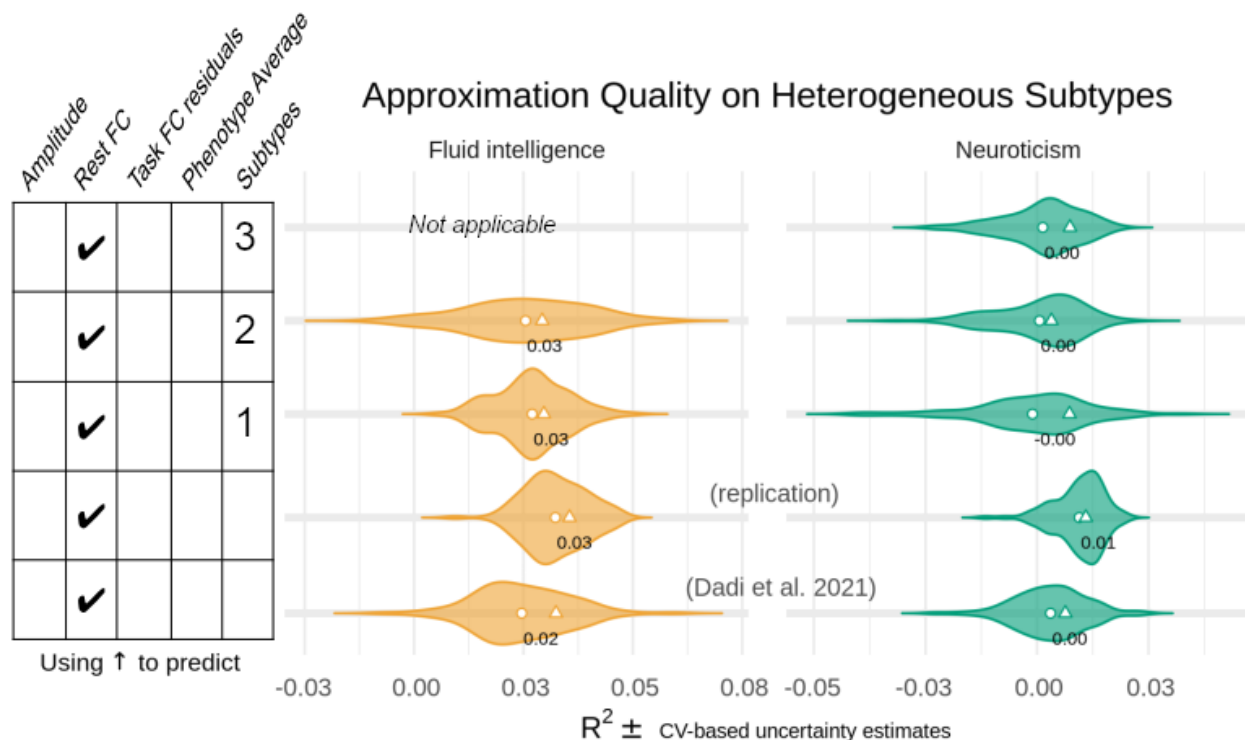 Amplitude
Rest FC
Task FC residuals
Phenotype Average
Subtypes
Approximation Quality on Heterogeneous Subtypes
Fluid intelligence
Neuroticism
3
Not applicable
0.00
2
0.03
0.00
1
0.03
-0.00
(replication)
0.03
0.01
(Dadi et al. 2021)
0.02
0.00
Using ↑ to predict
-0.03 0.00 0.03 0.05 0.08
-0.05 -0.03 0.00 0.03
R² ± CV-based uncertainty estimates